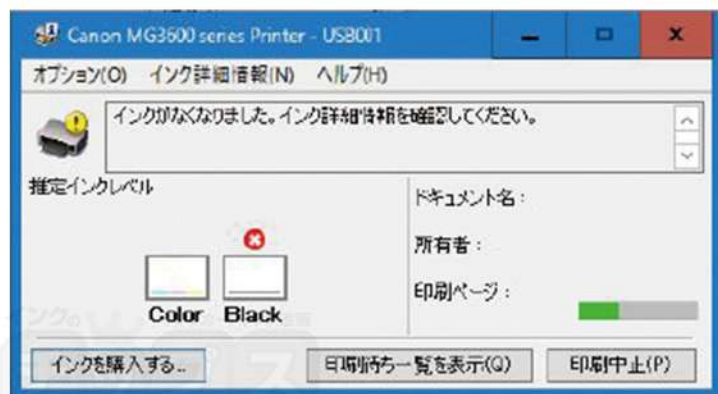 Canon MG3600 series Printer - USB001
オプション(O) インク詳細情報(N) ヘルプ(H)
インクがなくなりました。インク詳細情報を確認してください。
推定インクレベル
ドキュメント名：
所有者：
印刷ページ：
Color Black
インクを購入する...
印刷待ち一覧を表示(Q)
印刷中止(P)